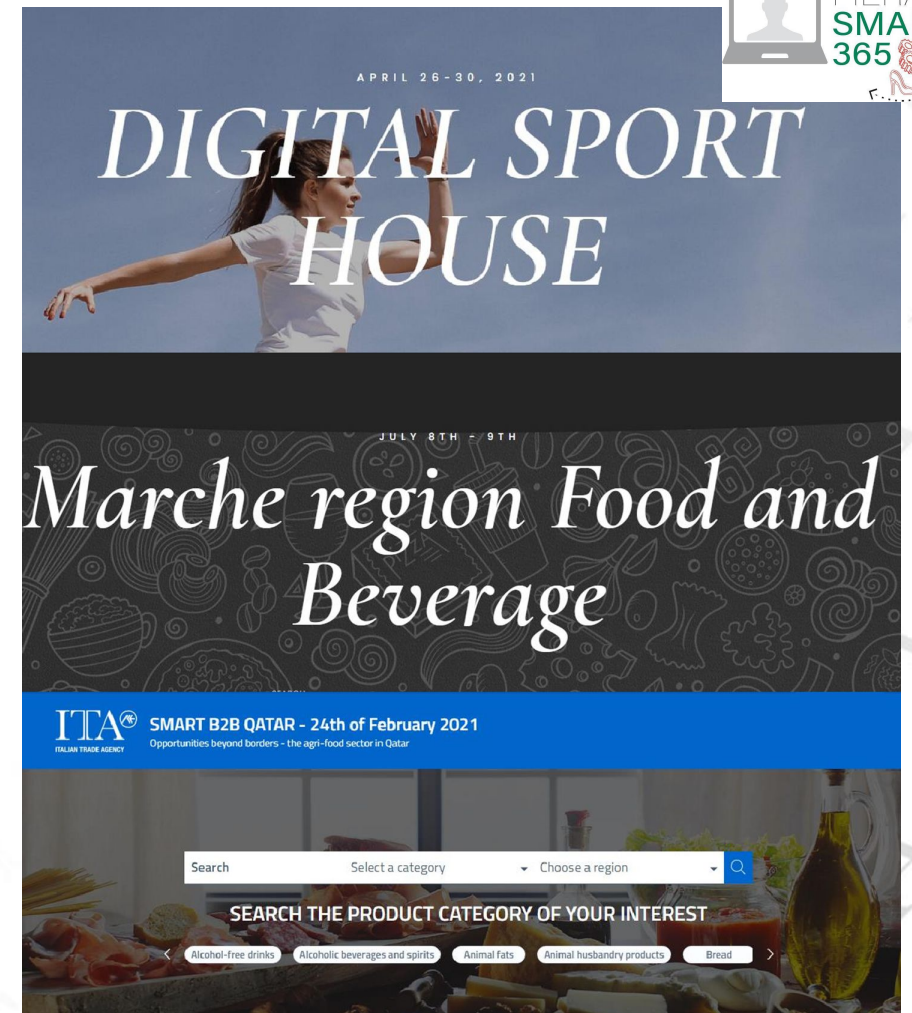 SMA
365
APRIL 26-30, 2021
DIGITAL SPORT
HOUSE
JULY 8TH - 9TH
Marche region Food and
Beverage
ITA
ITALIAN TRADE AGENCY
SMART B2B QATAR - 24th of February 2021
Opportunities beyond borders - the agri-food sector in Qatar
Search Select a category Choose a region
SEARCH THE PRODUCT CATEGORY OF YOUR INTEREST
Alcohol-free drinks Alcoholic beverages and spirits Animal fats Animal husbandry products Bread